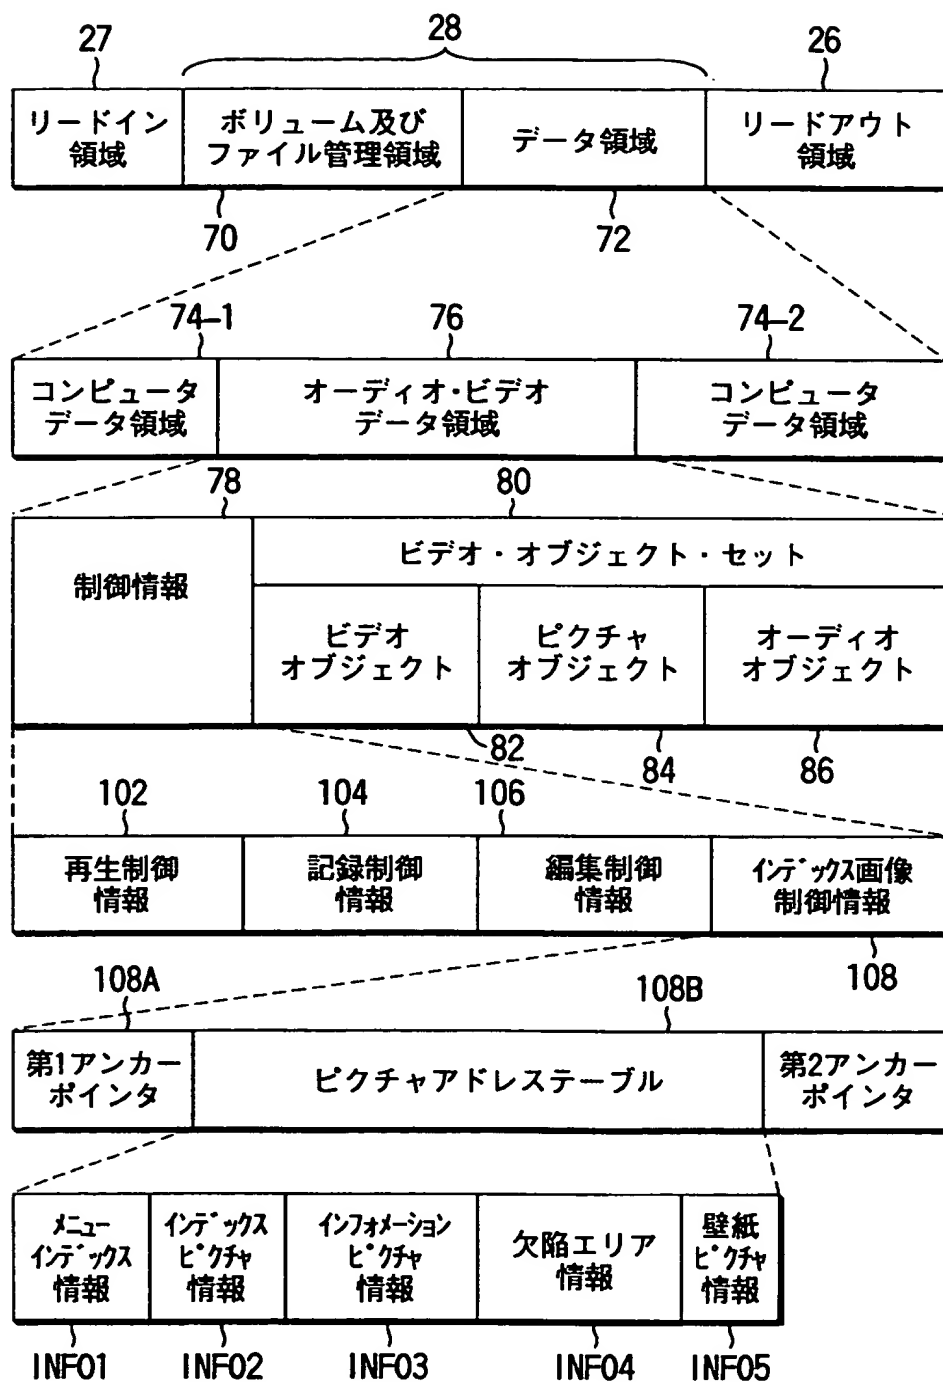 27
28
26
リードイン
領域
ボリューム及び
ファイル管理領域
データ領域
リードアウト
領域
70
72
74-1
76
74-2
コンピュータ
データ領域
オーディオ・ビデオ
データ領域
コンピュータ
データ領域
78
80
制御情報
ビデオ・オブジェクト・セット
ビデオ
オブジェクト
ピクチャ
オブジェクト
オーディオ
オブジェクト
82
84
86
102
104
106
再生制御
情報
記録制御
情報
編集制御
情報
インデックス画像
制御情報
108
108A
108B
第1アンカー
ポインタ
ピクチャアドレステーブル
第2アンカー
ポインタ
メニュー
インデックス
情報
インデックス
ピクチャ
情報
インフォメーション
ピクチャ
情報
欠陥エリア
情報
壁紙
ピクチャ
情報
INF01
INF02
INF03
INF04
INF05